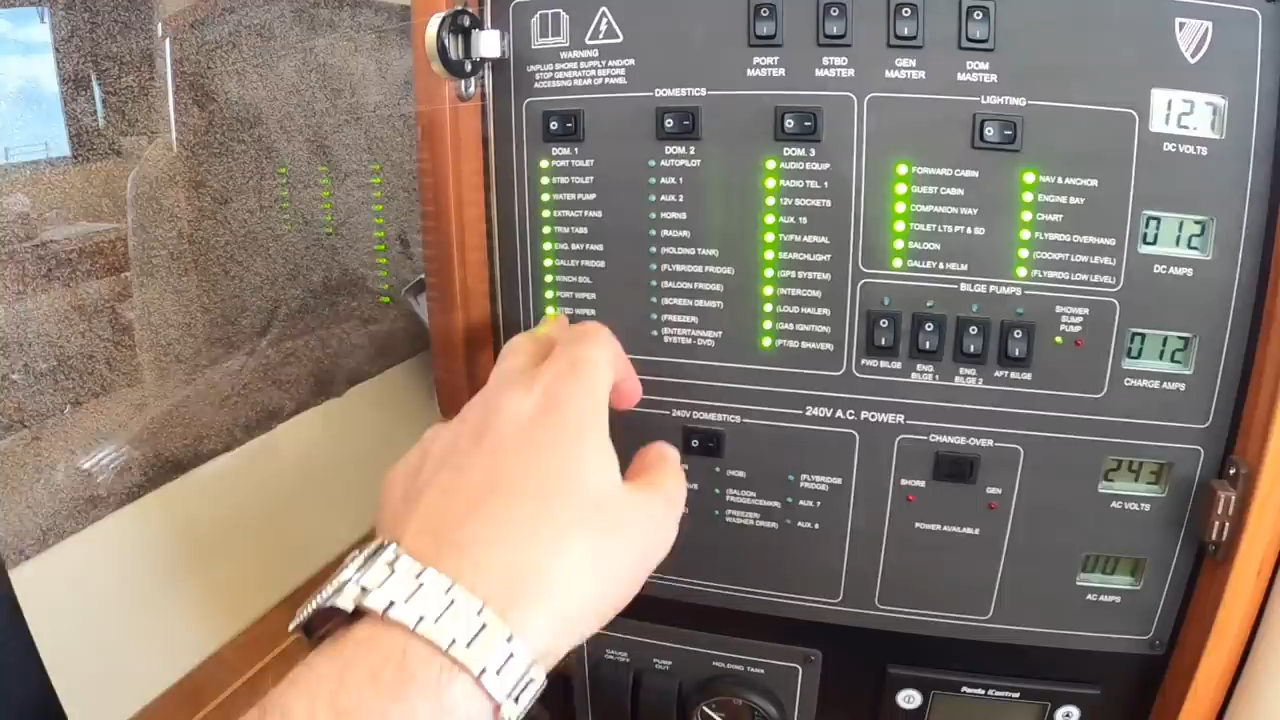 WARNING
UNPLUG SHORE SUPPLY AND/OR
STOP GENERATOR BEFORE
ACCESSING REAR OF PANEL
PORT
MASTER
STBD
MASTER
GEN
MASTER
DOM
MASTER
DOMESTICS
DOM. 1
PORT TOILET
STBD TOILET
WATER PUMP
EXTRACT FANS
TRIM TABS
ENG. BAY FANS
GALLEY FRIDGE
WINCH SOL.
PORT WIPER
STBD WIPER
DOM. 2
AUTOPILOT
AUX. 1
AUX. 2
HORNS
(RADAR)
(HOLDING TANK)
(FLYBRIDGE FRIDGE)
(SALOON FRIDGE)
(SCREEN DEMIST)
(FREEZER)
(ENTERTAINMENT
SYSTEM - DVD)
DOM. 3
AUDIO EQUIP.
RADIO TEL. 1
12V SOCKETS
AUX. 15
TV/FM AERIAL
SEARCHLIGHT
(GPS SYSTEM)
(INTERCOM)
(LOUD HAILER)
(GAS IGNITION)
(PT/SD SHAVER)
LIGHTING
FORWARD CABIN
GUEST CABIN
COMPANION WAY
TOILET LTS PT & SD
SALOON
GALLEY & HELM
NAV & ANCHOR
ENGINE BAY
CHART
FLYBRDG OVERHANG
(COCKPIT LOW LEVEL)
(FLYBRDG LOW LEVEL)
BILGE PUMPS
FWD BILGE
ENG.
BILGE 1
ENG.
BILGE 2
AFT BILGE
SHOWER
SUMP
PUMP
12.7
DC VOLTS
012
DC AMPS
012
CHARGE AMPS
240V A.C. POWER
240V DOMESTICS
(HOB)
(SALOON
FRIDGE/ICEMKR)
(FREEZER/
WASHER DRIER)
(FLYBRIDGE
FRIDGE)
AUX. 7
AUX. 8
CHANGE-OVER
SHORE
GEN
POWER AVAILABLE
243
AC VOLTS
AC AMPS
GAUGE
ON/OFF
PUMP
OUT
HOLDING TANK
Panda iControl